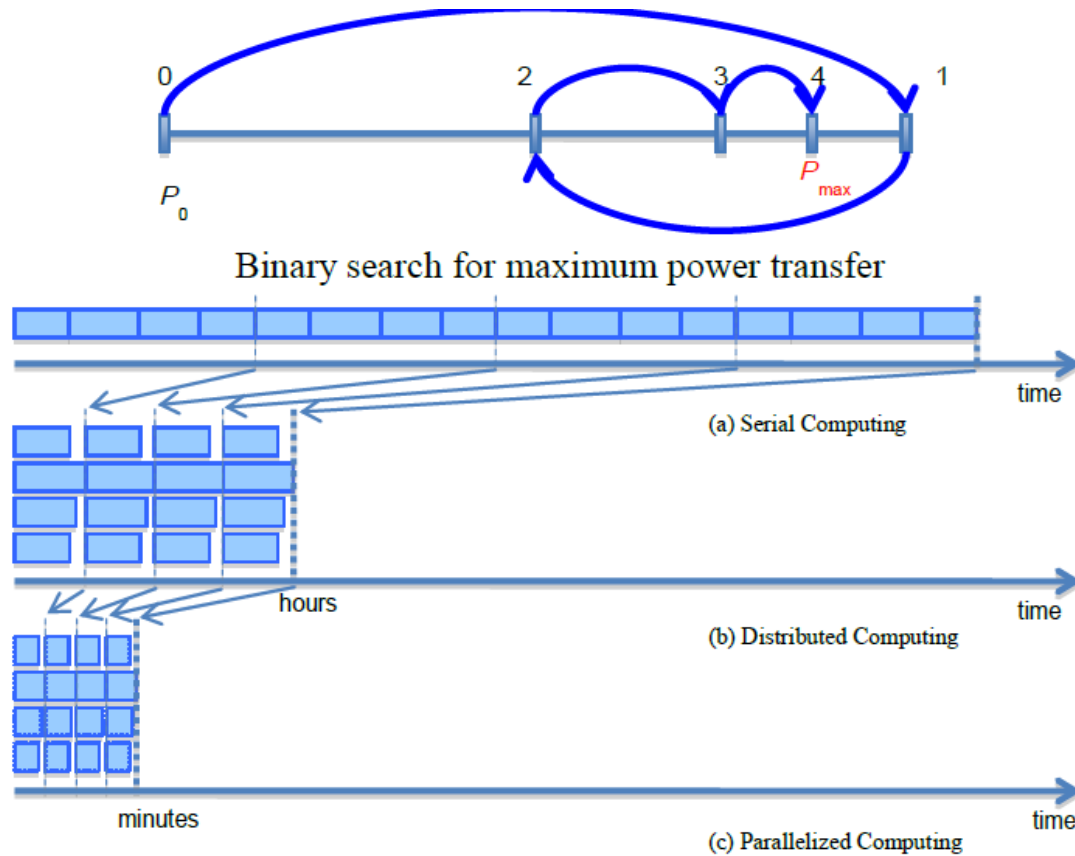 0 2 3 4 1
P0
Pmax
Binary search for maximum power transfer
time
(a) Serial Computing
hours
time
(b) Distributed Computing
minutes
time
(c) Parallelized Computing